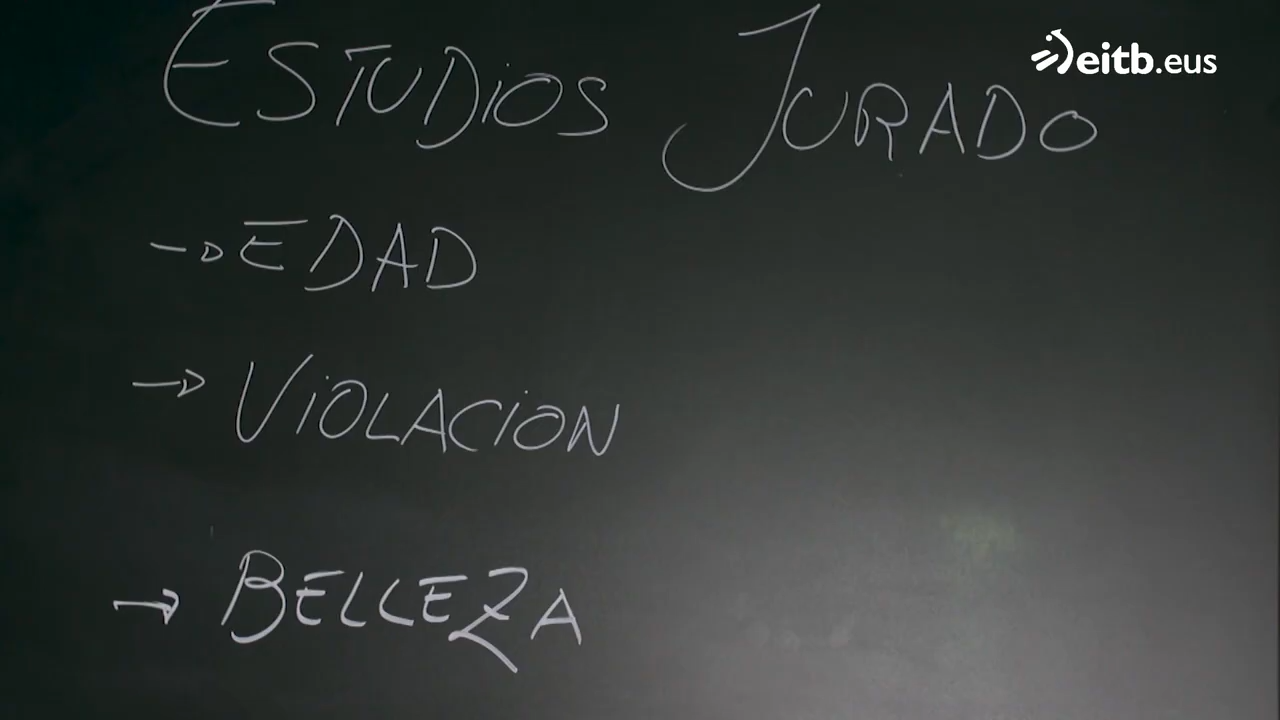 eitb.eus
ESTUDIOS JURADO
→ EDAD
→ VIOLACION
→ BELLEZA